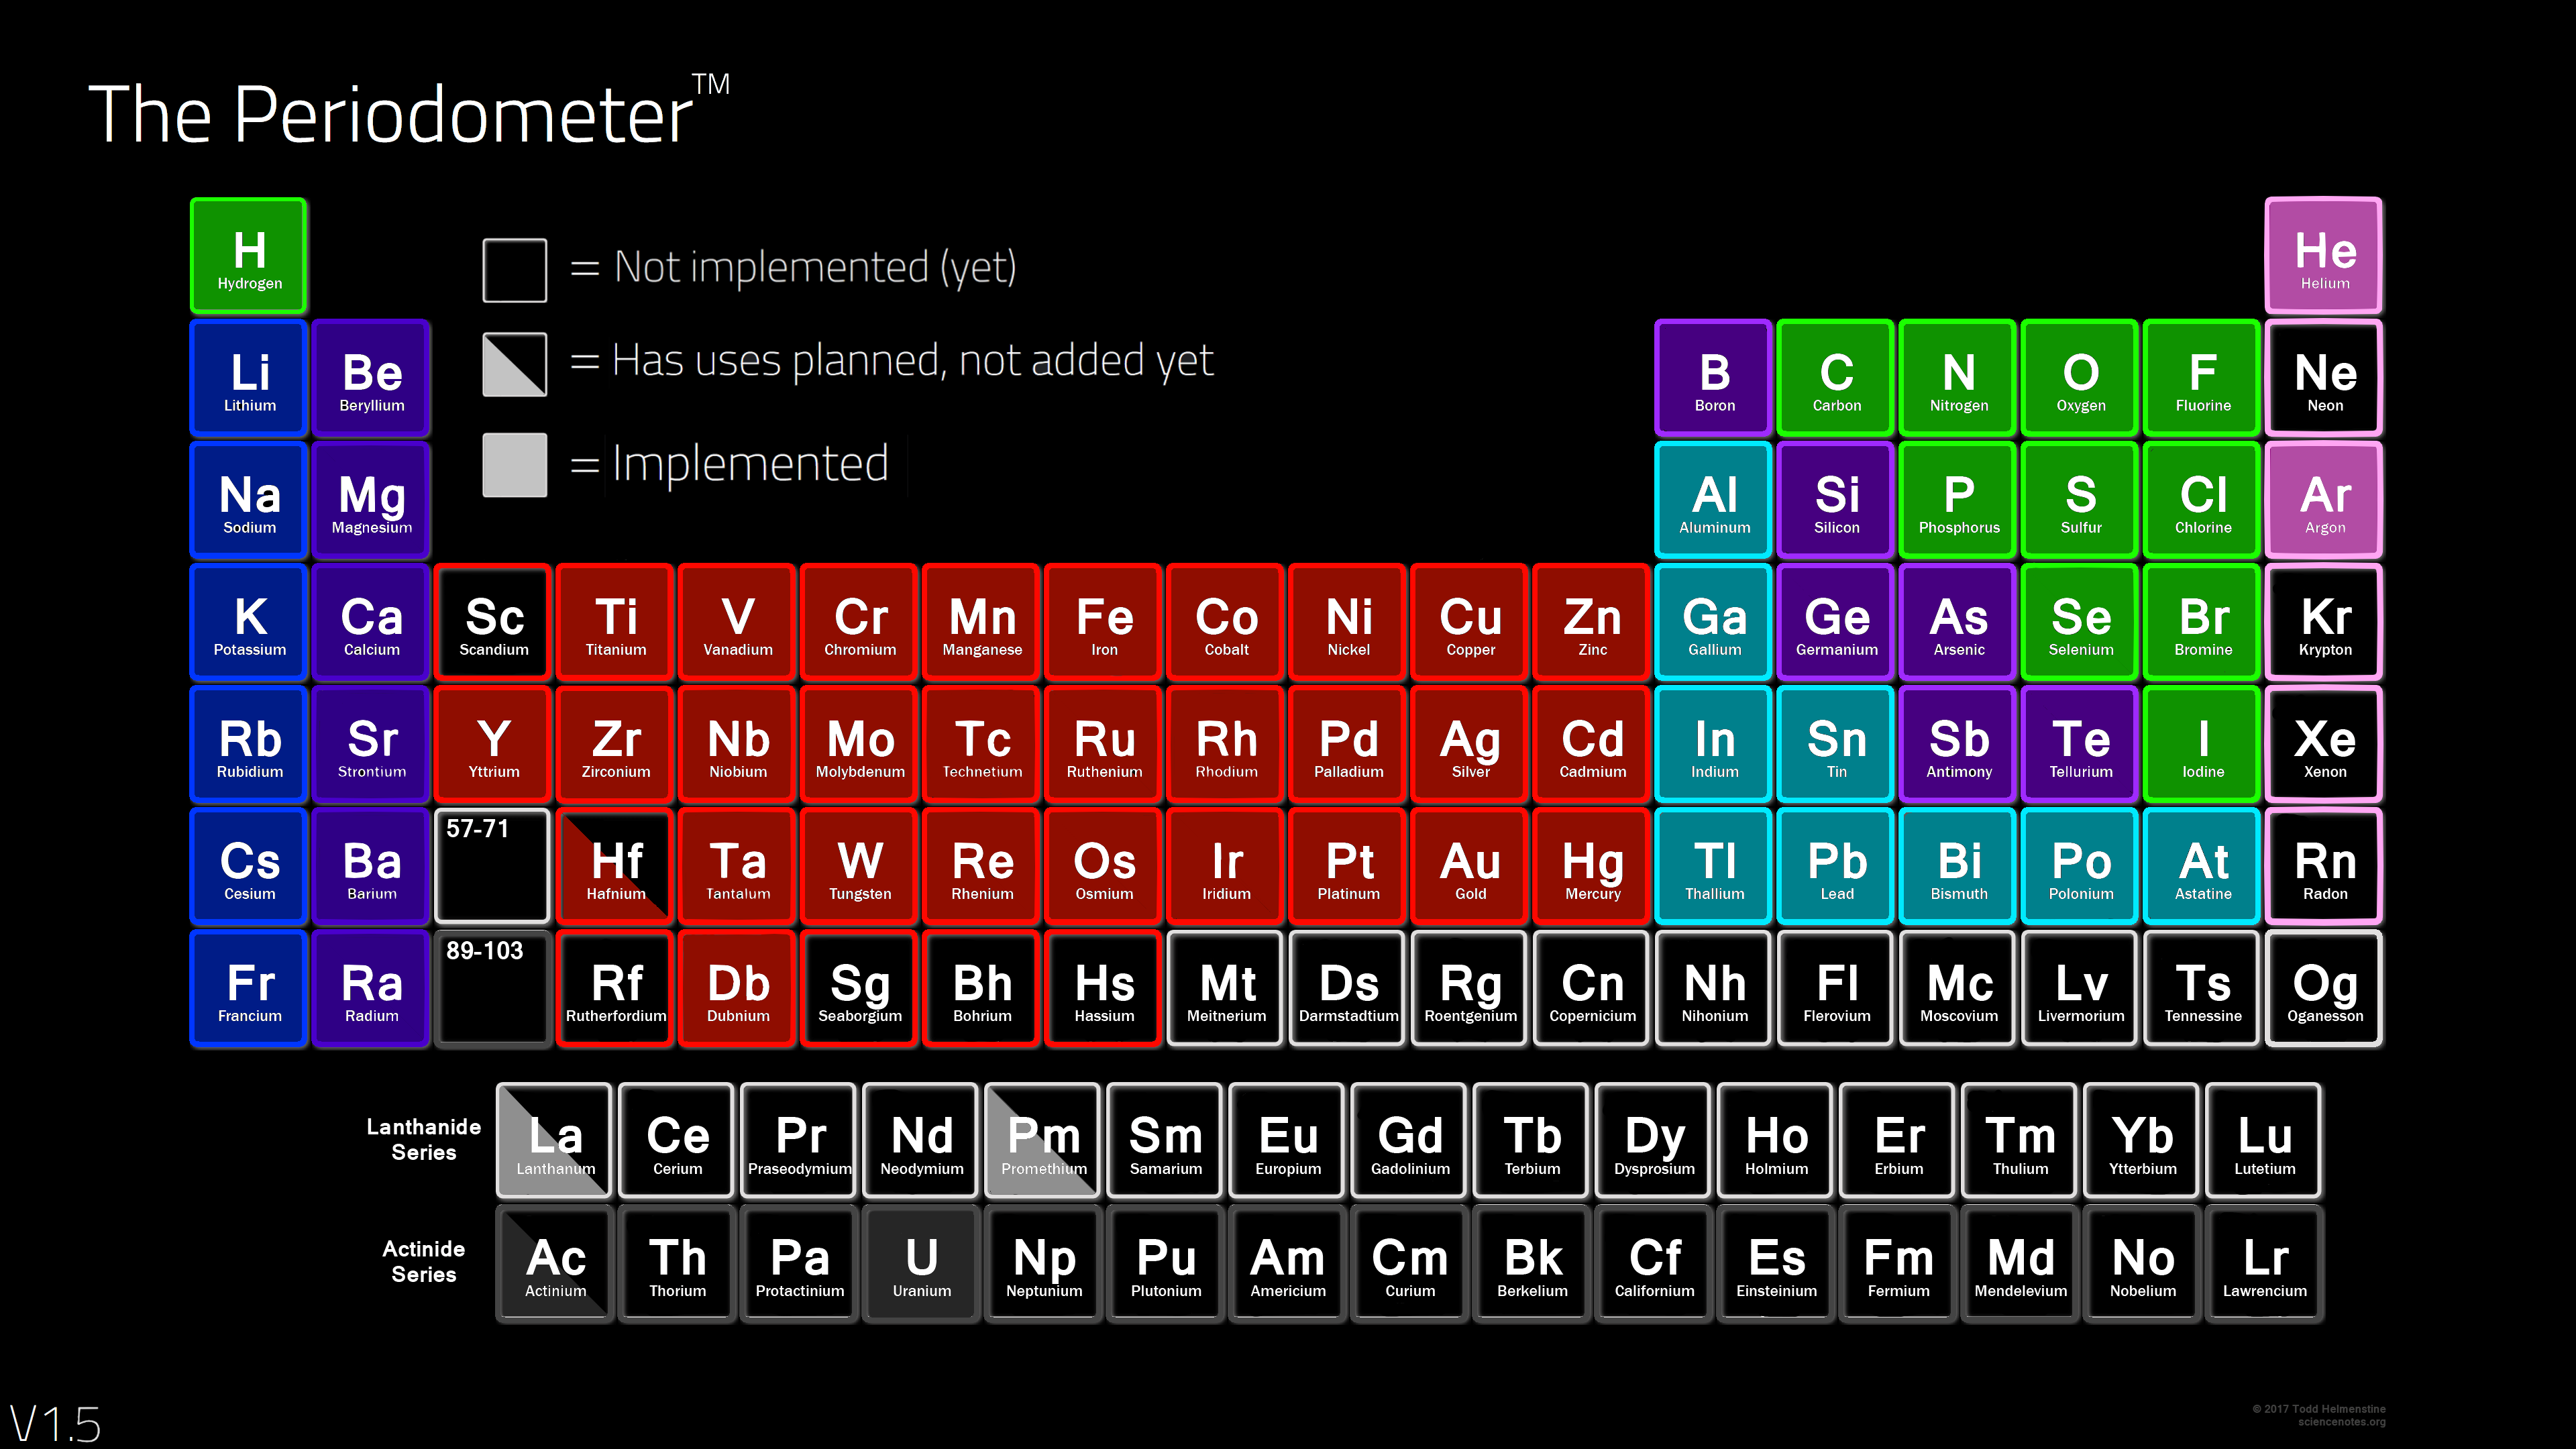 The Periodometer™
H
Hydrogen
= Not implemented (yet)
He
Helium
Li
Lithium
Be
Beryllium
= Has uses planned, not added yet
B
Boron
C
Carbon
N
Nitrogen
O
Oxygen
F
Fluorine
Ne
Neon
Na
Sodium
Mg
Magnesium
= Implemented
Al
Aluminum
Si
Silicon
P
Phosphorus
S
Sulfur
Cl
Chlorine
Ar
Argon
K
Potassium
Ca
Calcium
Sc
Scandium
Ti
Titanium
V
Vanadium
Cr
Chromium
Mn
Manganese
Fe
Iron
Co
Cobalt
Ni
Nickel
Cu
Copper
Zn
Zinc
Ga
Gallium
Ge
Germanium
As
Arsenic
Se
Selenium
Br
Bromine
Kr
Krypton
Rb
Rubidium
Sr
Strontium
Y
Yttrium
Zr
Zirconium
Nb
Niobium
Mo
Molybdenum
Tc
Technetium
Ru
Ruthenium
Rh
Rhodium
Pd
Palladium
Ag
Silver
Cd
Cadmium
In
Indium
Sn
Tin
Sb
Antimony
Te
Tellurium
I
Iodine
Xe
Xenon
Cs
Cesium
Ba
Barium
57-71
Hf
Hafnium
Ta
Tantalum
W
Tungsten
Re
Rhenium
Os
Osmium
Ir
Iridium
Pt
Platinum
Au
Gold
Hg
Mercury
Tl
Thallium
Pb
Lead
Bi
Bismuth
Po
Polonium
At
Astatine
Rn
Radon
Fr
Francium
Ra
Radium
89-103
Rf
Rutherfordium
Db
Dubnium
Sg
Seaborgium
Bh
Bohrium
Hs
Hassium
Mt
Meitnerium
Ds
Darmstadtium
Rg
Roentgenium
Cn
Copernicium
Nh
Nihonium
Fl
Flerovium
Mc
Moscovium
Lv
Livermorium
Ts
Tennessine
Og
Oganesson
Lanthanide
Series
La
Lanthanum
Ce
Cerium
Pr
Praseodymium
Nd
Neodymium
Pm
Promethium
Sm
Samarium
Eu
Europium
Gd
Gadolinium
Tb
Terbium
Dy
Dysprosium
Ho
Holmium
Er
Erbium
Tm
Thulium
Yb
Ytterbium
Lu
Lutetium
Actinide
Series
Ac
Actinium
Th
Thorium
Pa
Protactinium
U
Uranium
Np
Neptunium
Pu
Plutonium
Am
Americium
Cm
Curium
Bk
Berkelium
Cf
Californium
Es
Einsteinium
Fm
Fermium
Md
Mendelevium
No
Nobelium
Lr
Lawrencium
V1.5
© 2017 Todd Helmenstine
sciencenotes.org